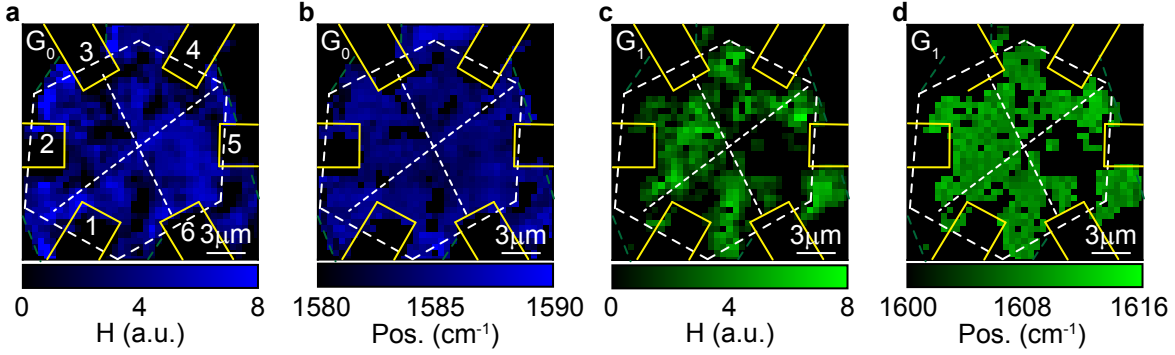 a
G0
3
4
2
5
1
6
3μm
0
4
8
H (a.u.)
b
G0
3μm
1580
1585
1590
Pos. (cm-1)
c
G1
3μm
0
4
8
H (a.u.)
d
G1
3μm
1600
1608
1616
Pos. (cm-1)